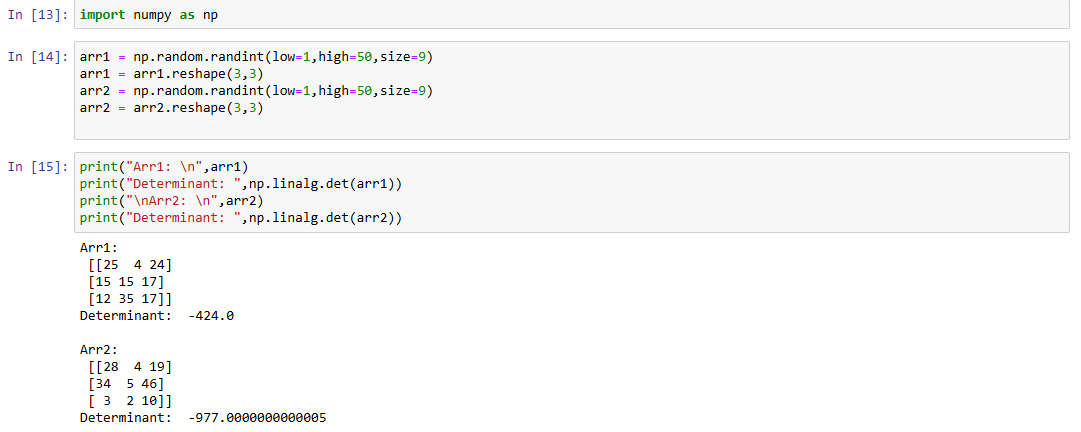 In [13]: import numpy as np
In [14]: arr1 = np.random.randint(low=1,high=50,size=9)
arr1 = arr1.reshape(3,3)
arr2 = np.random.randint(low=1,high=50,size=9)
arr2 = arr2.reshape(3,3)
In [15]: print("Arr1: \n",arr1)
print("Determinant: ",np.linalg.det(arr1))
print("\nArr2: \n",arr2)
print("Determinant: ",np.linalg.det(arr2))
Arr1:
 [[25  4 24]
 [15 15 17]
 [12 35 17]]
Determinant:  -424.0
Arr2:
 [[28  4 19]
 [34  5 46]
 [ 3  2 10]]
Determinant:  -977.0000000000005